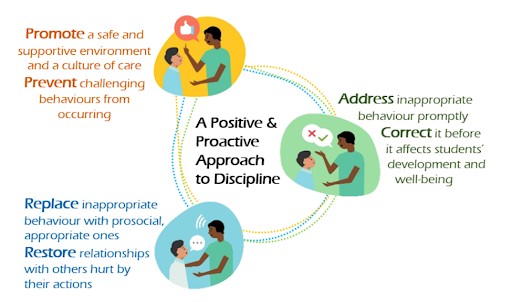 Promote a safe and
supportive environment
and a culture of care
Prevent challenging
behaviours from
occurring
A Positive &
Proactive
Approach
to Discipline
Address inappropriate
behaviour promptly
Correct it before
it affects students'
development and
well-being
Replace inappropriate
behaviour with prosocial,
appropriate ones
Restore relationships
with others hurt by
their actions